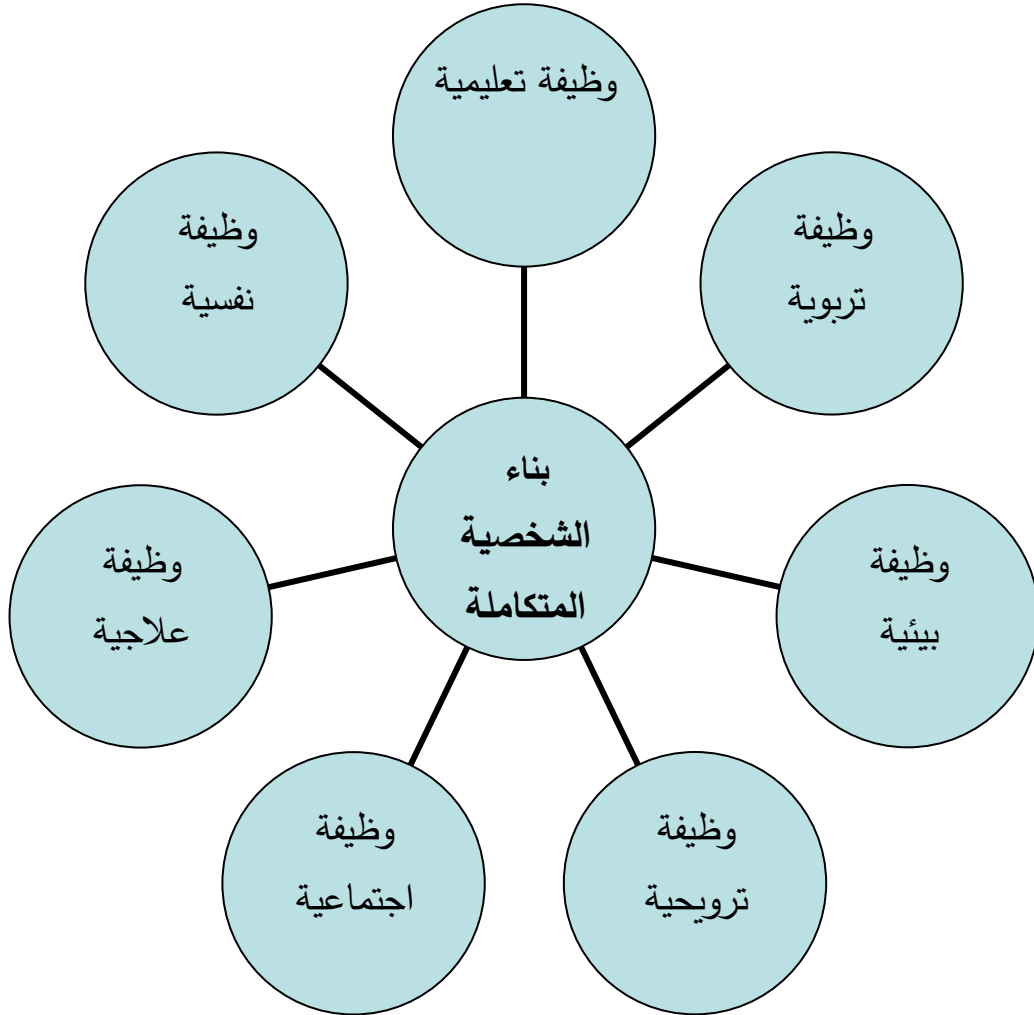 وظيفة تعليمية
وظيفة
تربوية
وظيفة
نفسية
بناء
الشخصية
المتكاملة
وظيفة
بيئية
وظيفة
علاجية
وظيفة
ترويحية
وظيفة
اجتماعية